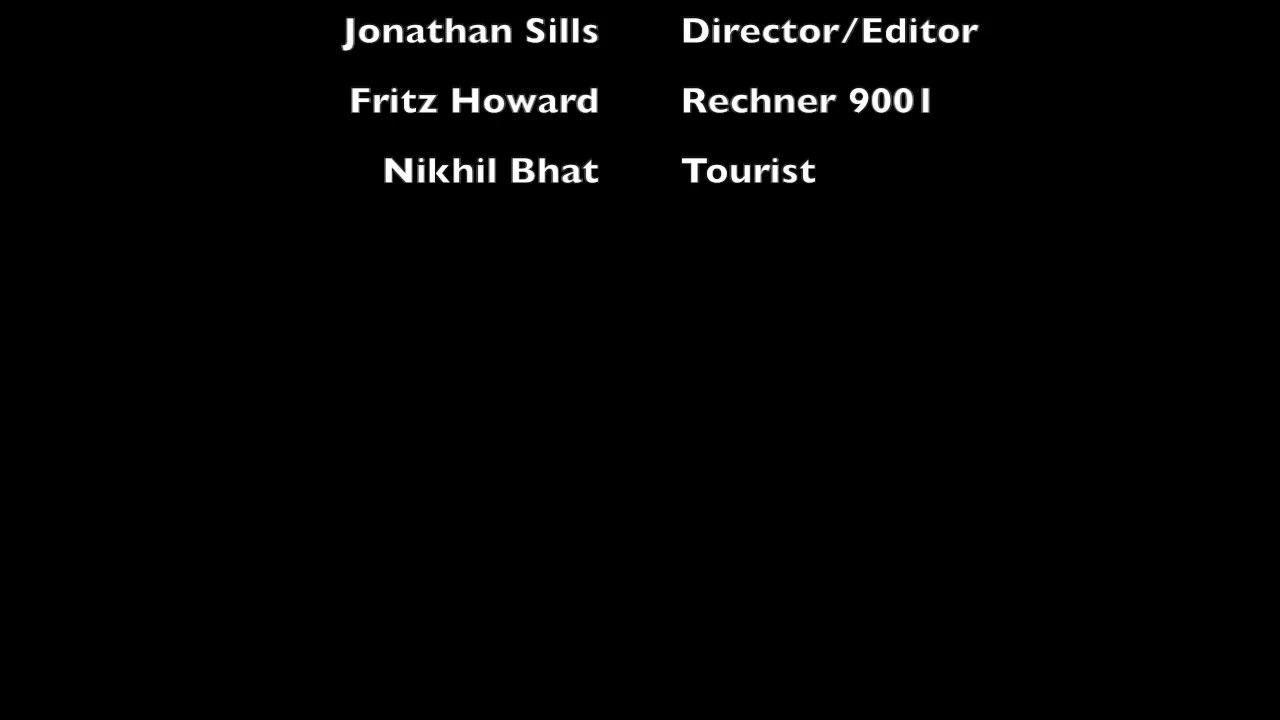 Jonathan Sills Director/Editor
Fritz Howard Rechner 9001
Nikhil Bhat Tourist